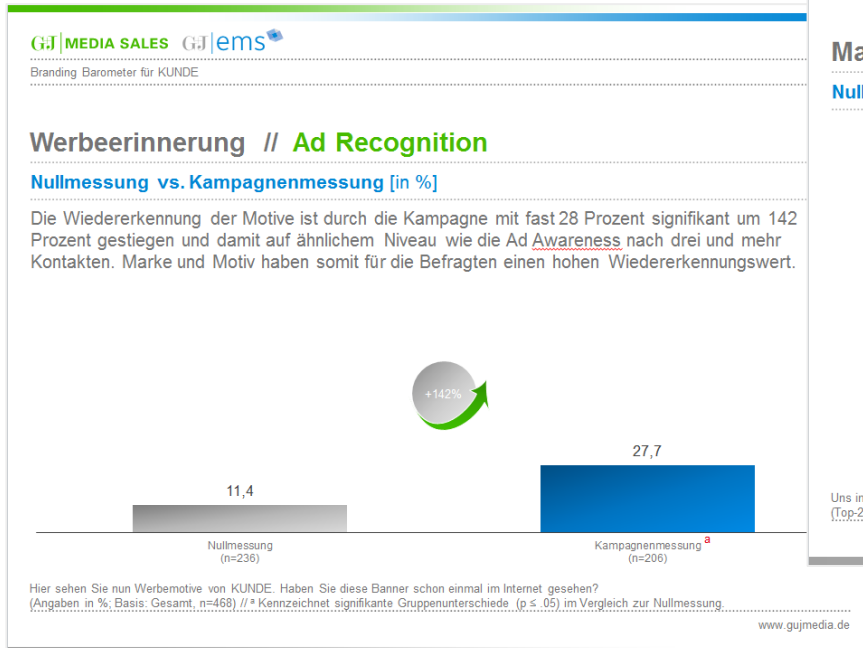 G+J MEDIA SALES G+J ems
Branding Barometer für KUNDE
Werbeerinnerung // Ad Recognition
Nullmessung vs. Kampagnenmessung [in %]
Die Wiedererkennung der Motive ist durch die Kampagne mit fast 28 Prozent signifikant um 142
Prozent gestiegen und damit auf ähnlichem Niveau wie die Ad Awareness nach drei und mehr
Kontakten. Marke und Motiv haben somit für die Befragten einen hohen Wiedererkennungswert.
+142%
27,7
11,4
Nullmessung
(n=236)
Kampagnenmessung a
(n=206)
Hier sehen Sie nun Werbemotive von KUNDE. Haben Sie diese Banner schon einmal im Internet gesehen?
(Angaben in %; Basis: Gesamt, n=468) // ª Kennzeichnet signifikante Gruppenunterschiede (p ≤ .05) im Vergleich zur Nullmessung.
www.gujmedia.de
Ma
Null
Uns in
(Top-2